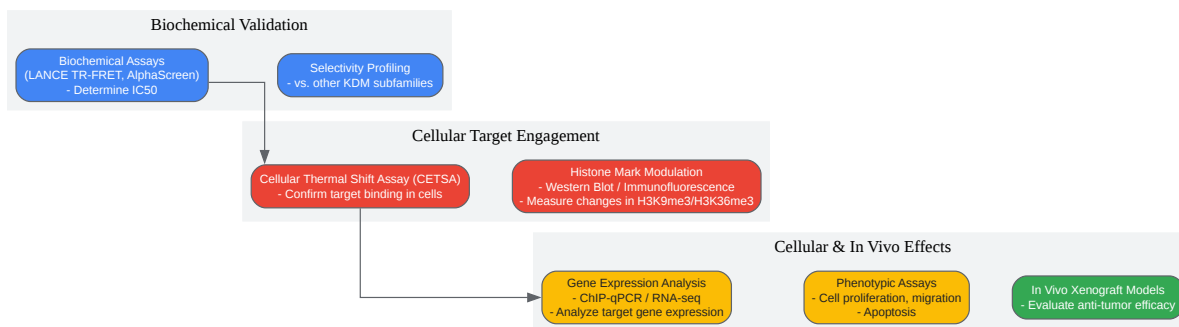 Biochemical Validation
Biochemical Assays
(LANCE TR-FRET, AlphaScreen)
- Determine IC50
Selectivity Profiling
- vs. other KDM subfamilies
Cellular Target Engagement
Cellular Thermal Shift Assay (CETSA)
- Confirm target binding in cells
Histone Mark Modulation
- Western Blot / Immunofluorescence
- Measure changes in H3K9me3/H3K36me3
Cellular & In Vivo Effects
Gene Expression Analysis
- ChIP-qPCR / RNA-seq
- Analyze target gene expression
Phenotypic Assays
- Cell proliferation, migration
- Apoptosis
In Vivo Xenograft Models
- Evaluate anti-tumor efficacy